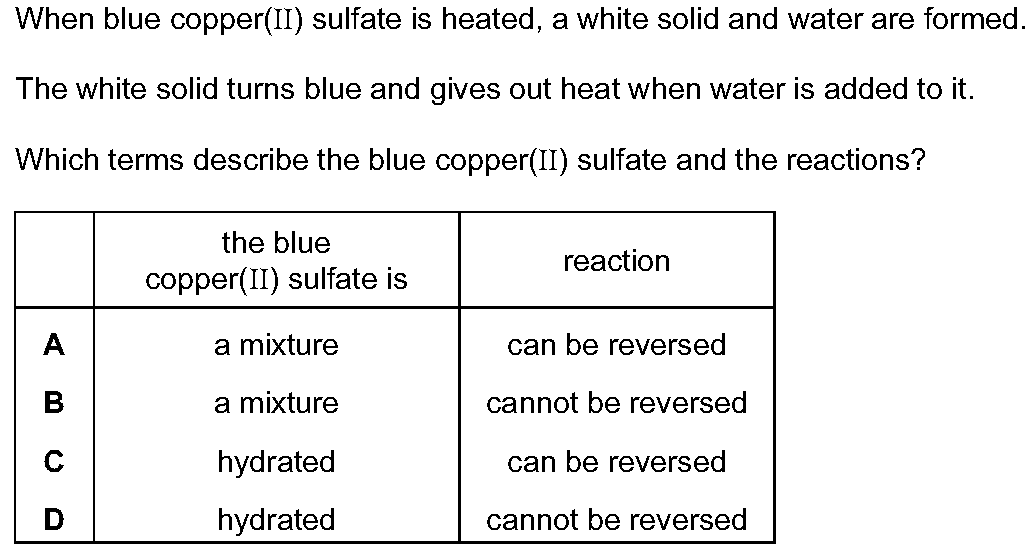 When blue copper(II) sulfate is heated, a white solid and water are formed.
The white solid turns blue and gives out heat when water is added to it.
Which terms describe the blue copper(II) sulfate and the reactions?
the blue
copper(II) sulfate is
reaction
A a mixture can be reversed
B a mixture cannot be reversed
C hydrated can be reversed
D hydrated cannot be reversed